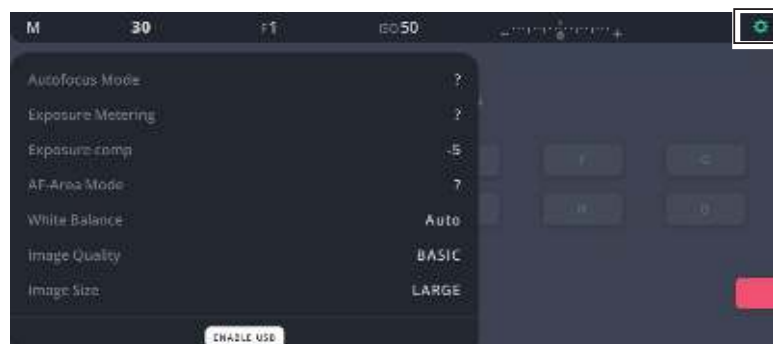 M 30 F1 ISO 50
Autofocus Mode ?
Exposure Metering ?
Exposure comp -5
AF-Area Mode ?
White Balance Auto
Image Quality BASIC
Image Size LARGE
ENABLE USB